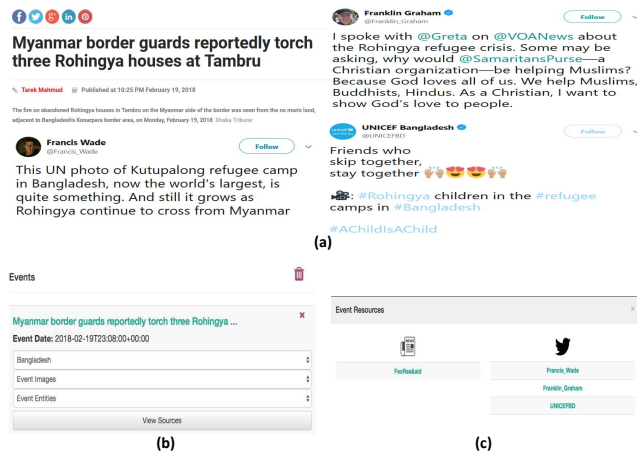 Myanmar border guards reportedly torch
three Rohingya houses at Tambru
Tarek Mahmud Published at 10:25 PM February 19, 2018
The fire on abandoned Rohingya houses in Tambru on the Myanmar side of the border was seen from the no man's land,
adjacent to Bangladesh's Konarpara border area, on Monday, February 19, 2018 Dhaka Tribune
Francis Wade
@Francis_Wade
Follow
This UN photo of Kutupalong refugee camp
in Bangladesh, now the world's largest, is
quite something. And still it grows as
Rohingya continue to cross from Myanmar
Franklin Graham
@Franklin_Graham
Follow
I spoke with @Greta on @VOANews about
the Rohingya refugee crisis. Some may be
asking, why would @SamaritansPurse—a
Christian organization—be helping Muslims?
Because God loves all of us. We help Muslims,
Buddhists, Hindus. As a Christian, I want to
show God's love to people.
UNICEF Bangladesh
@UNICEFBD
Follow
Friends who
skip together,
stay together 🙌🏽😍😍🙌🏽
🎥: #Rohingya children in the #refugee
camps in #Bangladesh
#AChildIsAChild
(a)
Events
Myanmar border guards reportedly torch three Rohingya ...
x
Event Date: 2018-02-19T23:08:00+00:00
Bangladesh
Event Images
Event Entities
View Sources
(b)
Event Resources
x
Francis_Wade
Franklin_Graham
UNICEFBD
(c)